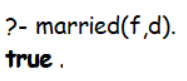 ?- married(f,d).
true .